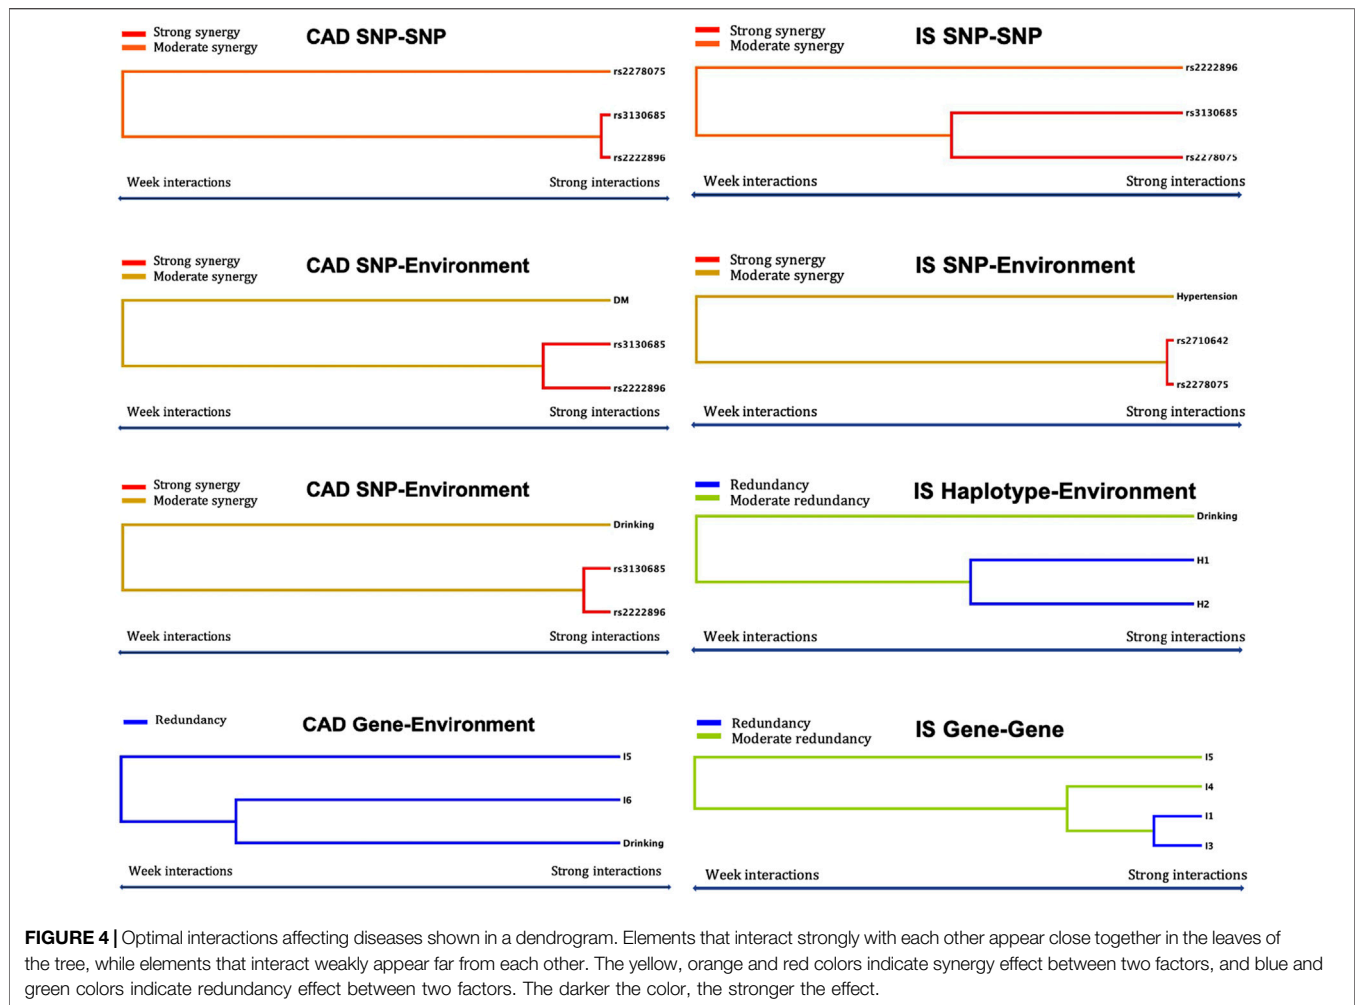 Strong synergy
Moderate synergy
CAD SNP-SNP
rs2278075
rs3130685
rs2222896
Week interactions
Strong interactions
Strong synergy
Moderate synergy
IS SNP-SNP
rs2222896
rs3130685
rs2278075
Week interactions
Strong interactions
Strong synergy
Moderate synergy
CAD SNP-Environment
DM
rs3130685
rs2222896
Week interactions
Strong interactions
Strong synergy
Moderate synergy
IS SNP-Environment
Hypertension
rs2710642
rs2278075
Week interactions
Strong interactions
Strong synergy
Moderate synergy
CAD SNP-Environment
Drinking
rs3130685
rs2222896
Week interactions
Strong interactions
Redundancy
Moderate redundancy
IS Haplotype-Environment
Drinking
H1
H2
Week interactions
Strong interactions
Redundancy
CAD Gene-Environment
I5
I6
Drinking
Week interactions
Strong interactions
Redundancy
Moderate redundancy
IS Gene-Gene
I5
I4
I1
I3
Week interactions
Strong interactions
FIGURE 4 | Optimal interactions affecting diseases shown in a dendrogram. Elements that interact strongly with each other appear close together in the leaves of
the tree, while elements that interact weakly appear far from each other. The yellow, orange and red colors indicate synergy effect between two factors, and blue and
green colors indicate redundancy effect between two factors. The darker the color, the stronger the effect.